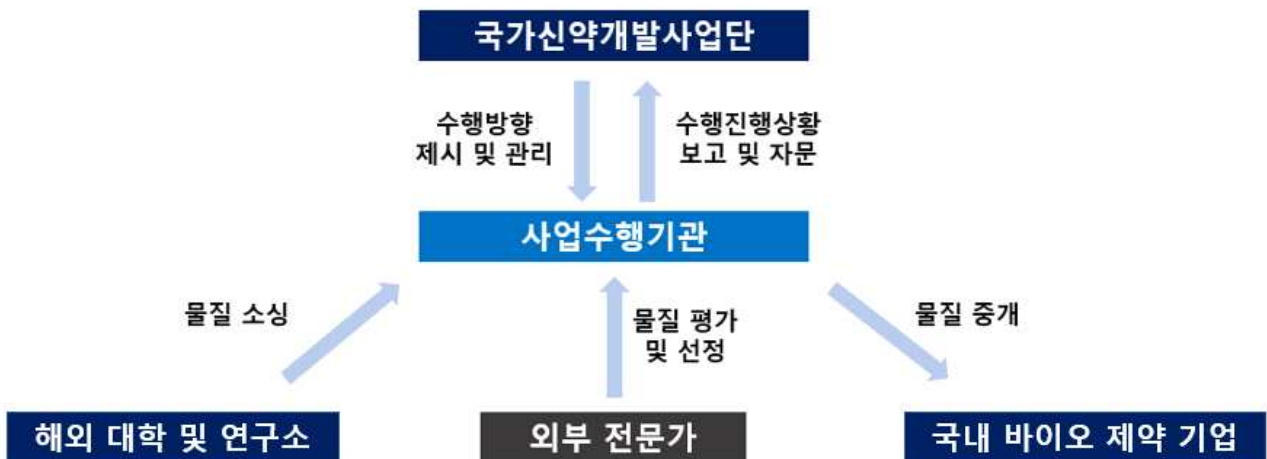 국가신약개발사업단
수행방향
제시 및 관리
수행진행상황
보고 및 자문
사업수행기관
물질 소싱
물질 평가
및 선정
물질 중개
해외 대학 및 연구소
외부 전문가
국내 바이오 제약 기업